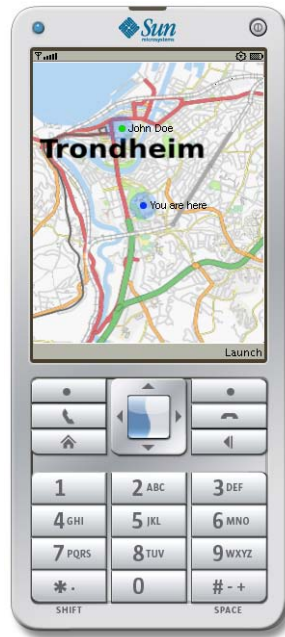 Sun
microsystems
John Doe
Trondheim
You are here
Launch
1
2 ABC
3 DEF
4 GHI
5 JKL
6 MNO
7 PQRS
8 TUV
9 WXYZ
* .
0
# - +
SHIFT
SPACE